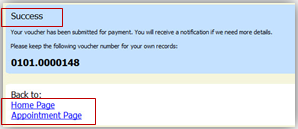 Success
Your voucher has been submitted for payment. You will receive a notification if we need more details.
Please keep the following voucher number for your own records:
0101.0000148
Back to:
Home Page
Appointment Page